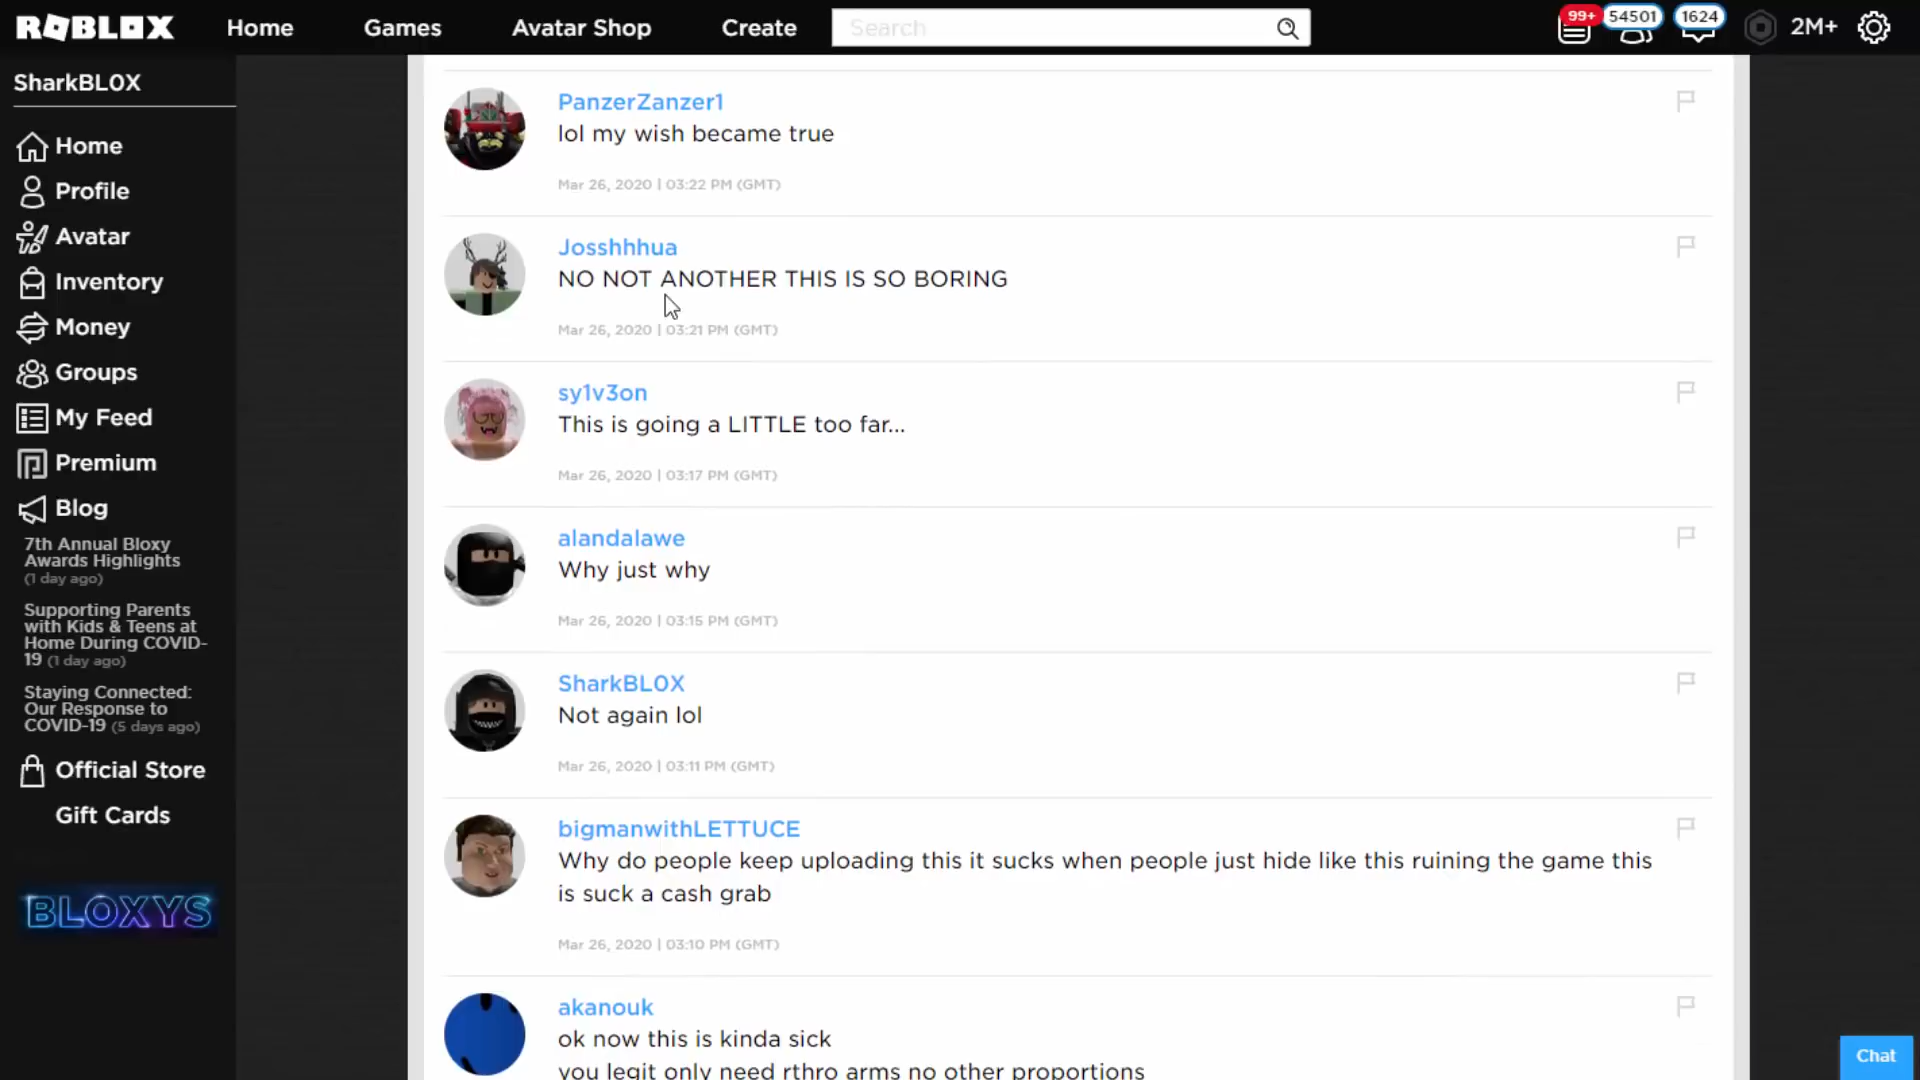 ROBLOX
Home
Games
Avatar Shop
Create
Search
99+
54501
1624
2M+
SharkBL0X
Home
Profile
Avatar
Inventory
Money
Groups
My Feed
Premium
Blog
7th Annual Bloxy
Awards Highlights
(1 day ago)
Supporting Parents
with Kids & Teens at
Home During COVID-
19 (1 day ago)
Staying Connected:
Our Response to
COVID-19 (5 days ago)
Official Store
Gift Cards
BLOXYS
PanzerZanzer1
lol my wish became true
Mar 26, 2020 | 03:22 PM (GMT)
Josshhhua
NO NOT ANOTHER THIS IS SO BORING
Mar 26, 2020 | 03:21 PM (GMT)
sy1v3on
This is going a LITTLE too far...
Mar 26, 2020 | 03:17 PM (GMT)
alandalawe
Why just why
Mar 26, 2020 | 03:15 PM (GMT)
SharkBL0X
Not again lol
Mar 26, 2020 | 03:11 PM (GMT)
bigmanwithLETTUCE
Why do people keep uploading this it sucks when people just hide like this ruining the game this
is suck a cash grab
Mar 26, 2020 | 03:10 PM (GMT)
akanouk
ok now this is kinda sick
you legit only need rthro arms no other proportions
Chat